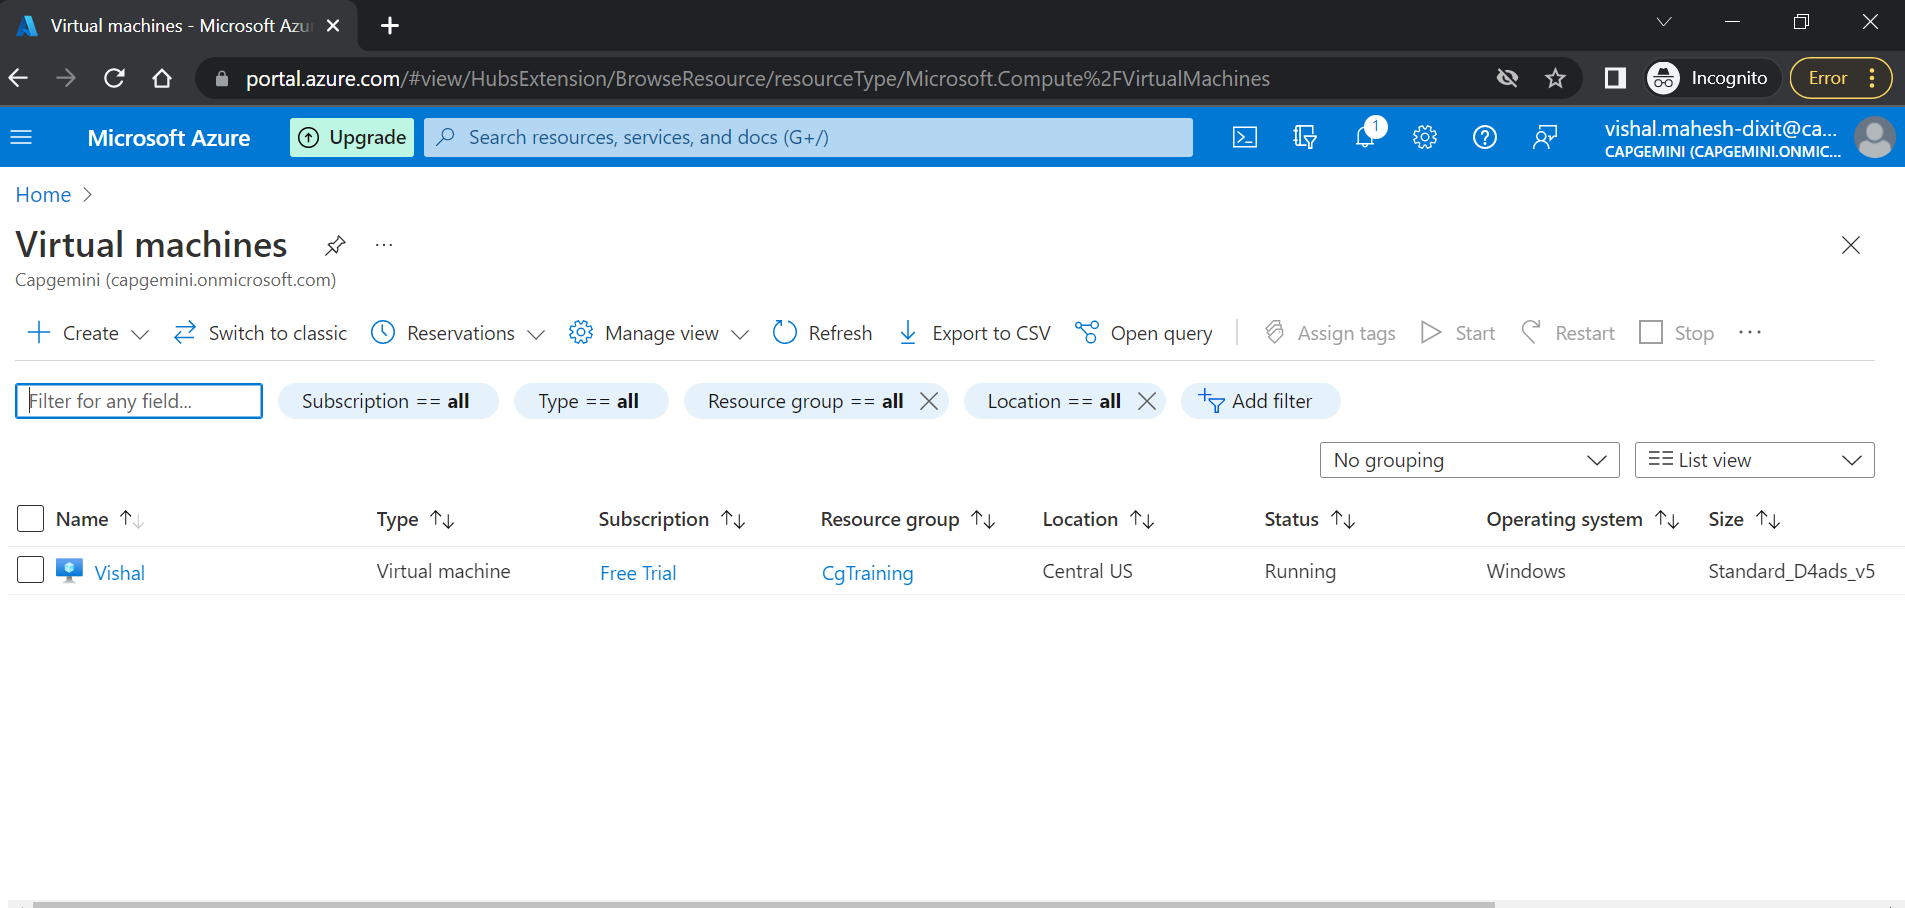 Virtual machines - Microsoft Azu
portal.azure.com/#view/HubsExtension/BrowseResource/resourceType/Microsoft.Compute%2FVirtualMachines
Incognito
Error
Microsoft Azure
Upgrade
Search resources, services, and docs (G+/)
1
vishal.mahesh-dixit@ca...
CAPGEMINI (CAPGEMINI.ONMIC...
Home
Virtual machines
...
Capgemini (capgemini.onmicrosoft.com)
Create Switch to classic Reservations Manage view Refresh Export to CSV Open query Assign tags Start Restart Stop ...
Filter for any field... Subscription == all Type == all Resource group == all Location == all Add filter
No grouping List view
Name Type Subscription Resource group Location Status Operating system Size
Vishal Virtual machine Free Trial CgTraining Central US Running Windows Standard_D4ads_v5